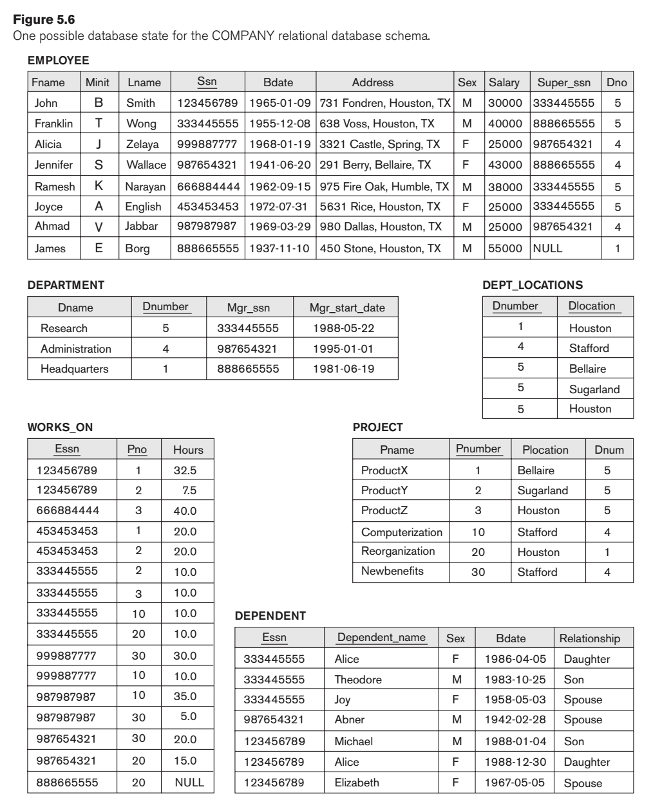 Figure 5.6
One possible database state for the COMPANY relational database schema.
EMPLOYEE
Fname Minit Lname Ssn Bdate Address Sex Salary Super_ssn Dno
John B Smith 123456789 1965-01-09 731 Fondren, Houston, TX M 30000 333445555 5
Franklin T Wong 333445555 1955-12-08 638 Voss, Houston, TX M 40000 888665555 5
Alicia J Zelaya 999887777 1968-01-19 3321 Castle, Spring, TX F 25000 987654321 4
Jennifer S Wallace 987654321 1941-06-20 291 Berry, Bellaire, TX F 43000 888665555 4
Ramesh K Narayan 666884444 1962-09-15 975 Fire Oak, Humble, TX M 38000 333445555 5
Joyce A English 453453453 1972-07-31 5631 Rice, Houston, TX F 25000 333445555 5
Ahmad V Jabbar 987987987 1969-03-29 980 Dallas, Houston, TX M 25000 987654321 4
James E Borg 888665555 1937-11-10 450 Stone, Houston, TX M 55000 NULL 1
DEPARTMENT
Dname Dnumber Mgr_ssn Mgr_start_date
Research 5 333445555 1988-05-22
Administration 4 987654321 1995-01-01
Headquarters 1 888665555 1981-06-19
DEPT_LOCATIONS
Dnumber Dlocation
1 Houston
4 Stafford
5 Bellaire
5 Sugarland
5 Houston
WORKS_ON
Essn Pno Hours
123456789 1 32.5
123456789 2 7.5
666884444 3 40.0
453453453 1 20.0
453453453 2 20.0
333445555 2 10.0
333445555 3 10.0
333445555 10 10.0
333445555 20 10.0
999887777 30 30.0
999887777 10 10.0
987987987 10 35.0
987987987 30 5.0
987654321 30 20.0
987654321 20 15.0
888665555 20 NULL
PROJECT
Pname Pnumber Plocation Dnum
ProductX 1 Bellaire 5
ProductY 2 Sugarland 5
ProductZ 3 Houston 5
Computerization 10 Stafford 4
Reorganization 20 Houston 1
Newbenefits 30 Stafford 4
DEPENDENT
Essn Dependent_name Sex Bdate Relationship
333445555 Alice F 1986-04-05 Daughter
333445555 Theodore M 1983-10-25 Son
333445555 Joy F 1958-05-03 Spouse
987654321 Abner M 1942-02-28 Spouse
123456789 Michael M 1988-01-04 Son
123456789 Alice F 1988-12-30 Daughter
123456789 Elizabeth F 1967-05-05 Spouse